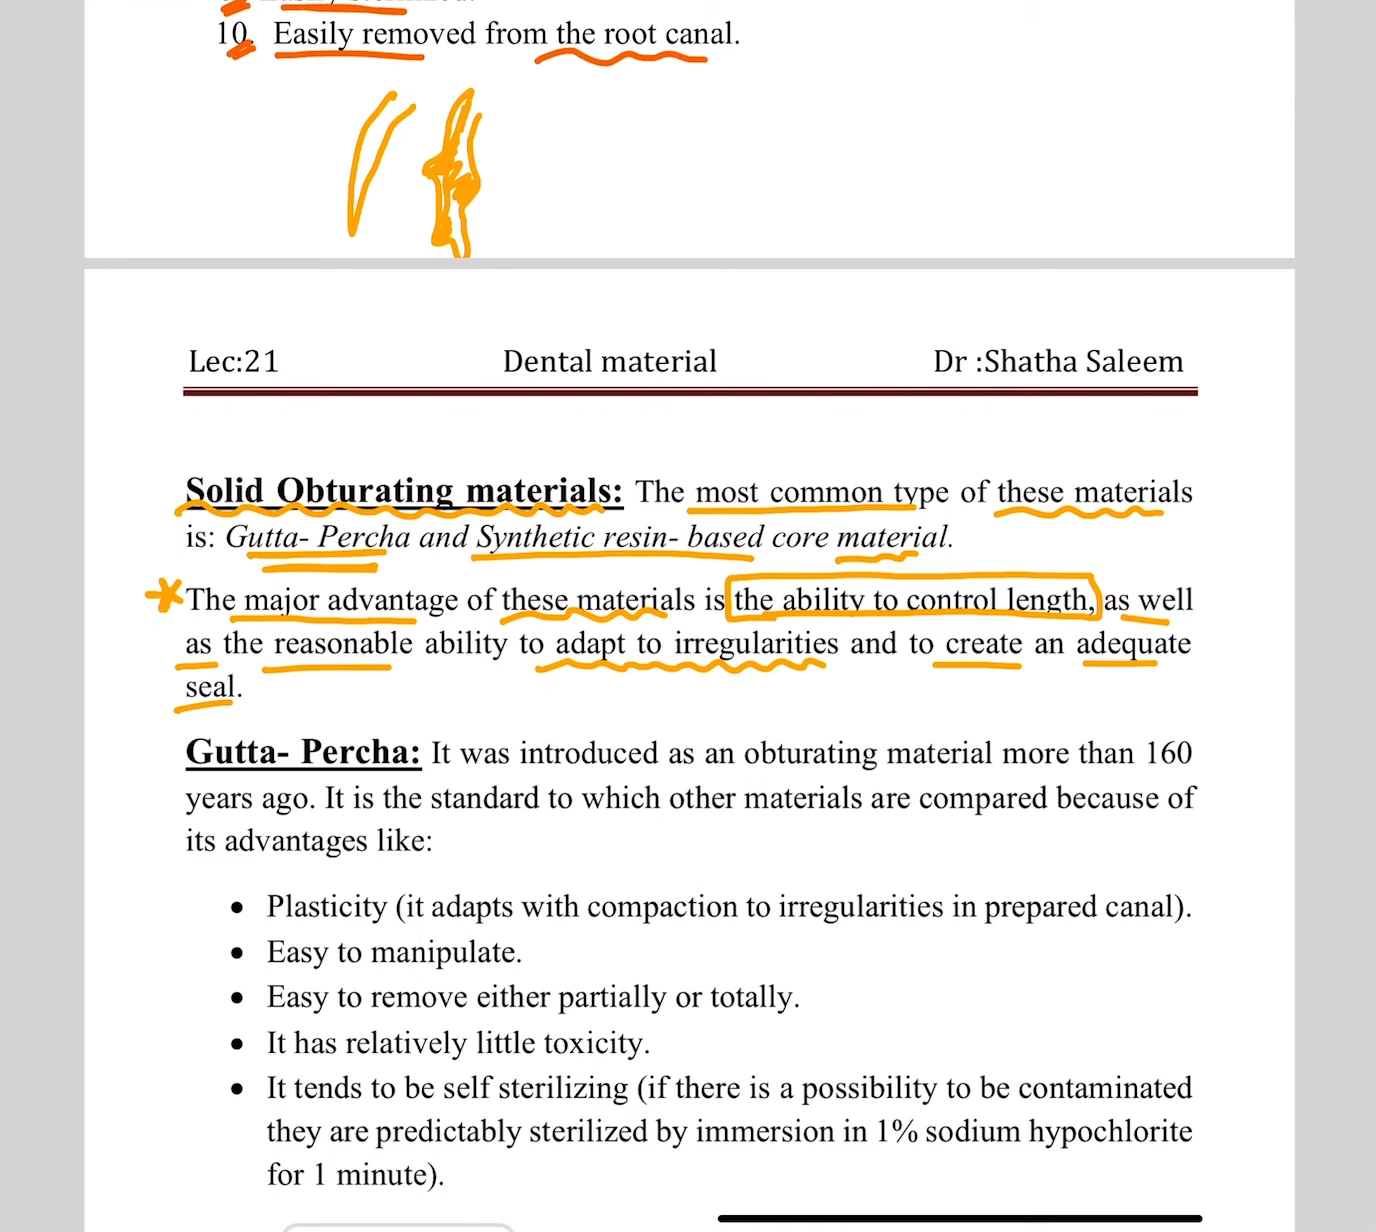 10. Easily removed from the root canal.
Lec:21 Dental material Dr :Shatha Saleem
Solid Obturating materials: The most common type of these materials
is: Gutta- Percha and Synthetic resin- based core material.
The major advantage of these materials is the ability to control length, as well
as the reasonable ability to adapt to irregularities and to create an adequate
seal.
Gutta- Percha: It was introduced as an obturating material more than 160
years ago. It is the standard to which other materials are compared because of
its advantages like:
• Plasticity (it adapts with compaction to irregularities in prepared canal).
• Easy to manipulate.
• Easy to remove either partially or totally.
• It has relatively little toxicity.
• It tends to be self sterilizing (if there is a possibility to be contaminated
they are predictably sterilized by immersion in 1% sodium hypochlorite
for 1 minute).